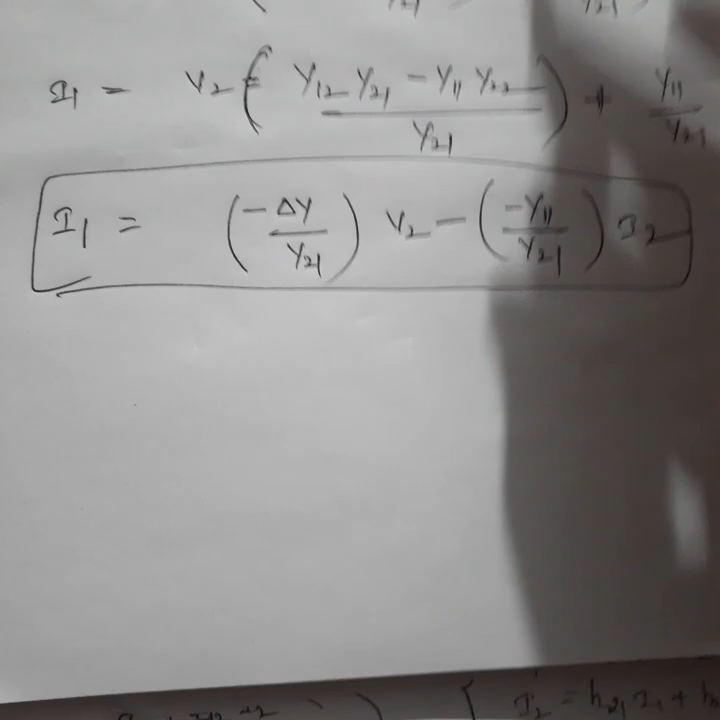 I1 = V2 ( Y12 Y21 - Y11 Y22 / Y21 ) + Y11 / Y21
I1 = ( -ΔY / Y21 ) V2 - ( -Y11 / Y21 ) I2
I2 = h21 I1 +